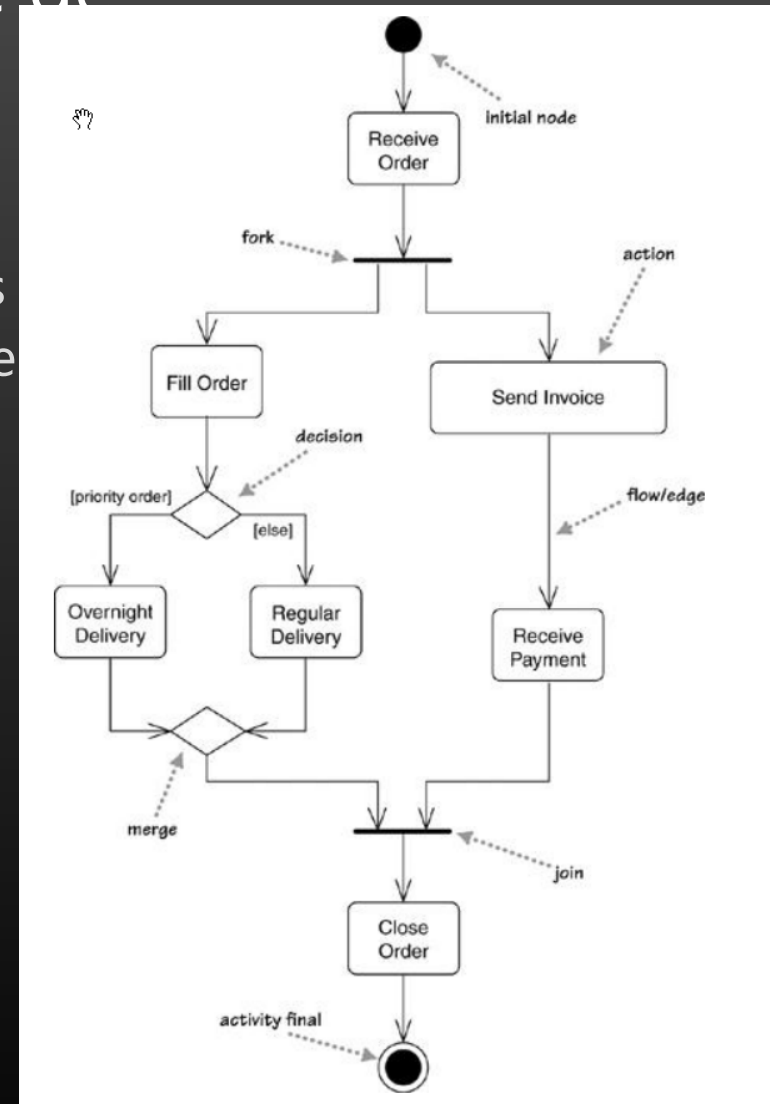 initial node
Receive
Order
fork
action
s
e
Fill Order
Send Invoice
decision
[priority order]
[else]
flow/edge
Overnight
Delivery
Regular
Delivery
Receive
Payment
merge
join
Close
Order
activity final